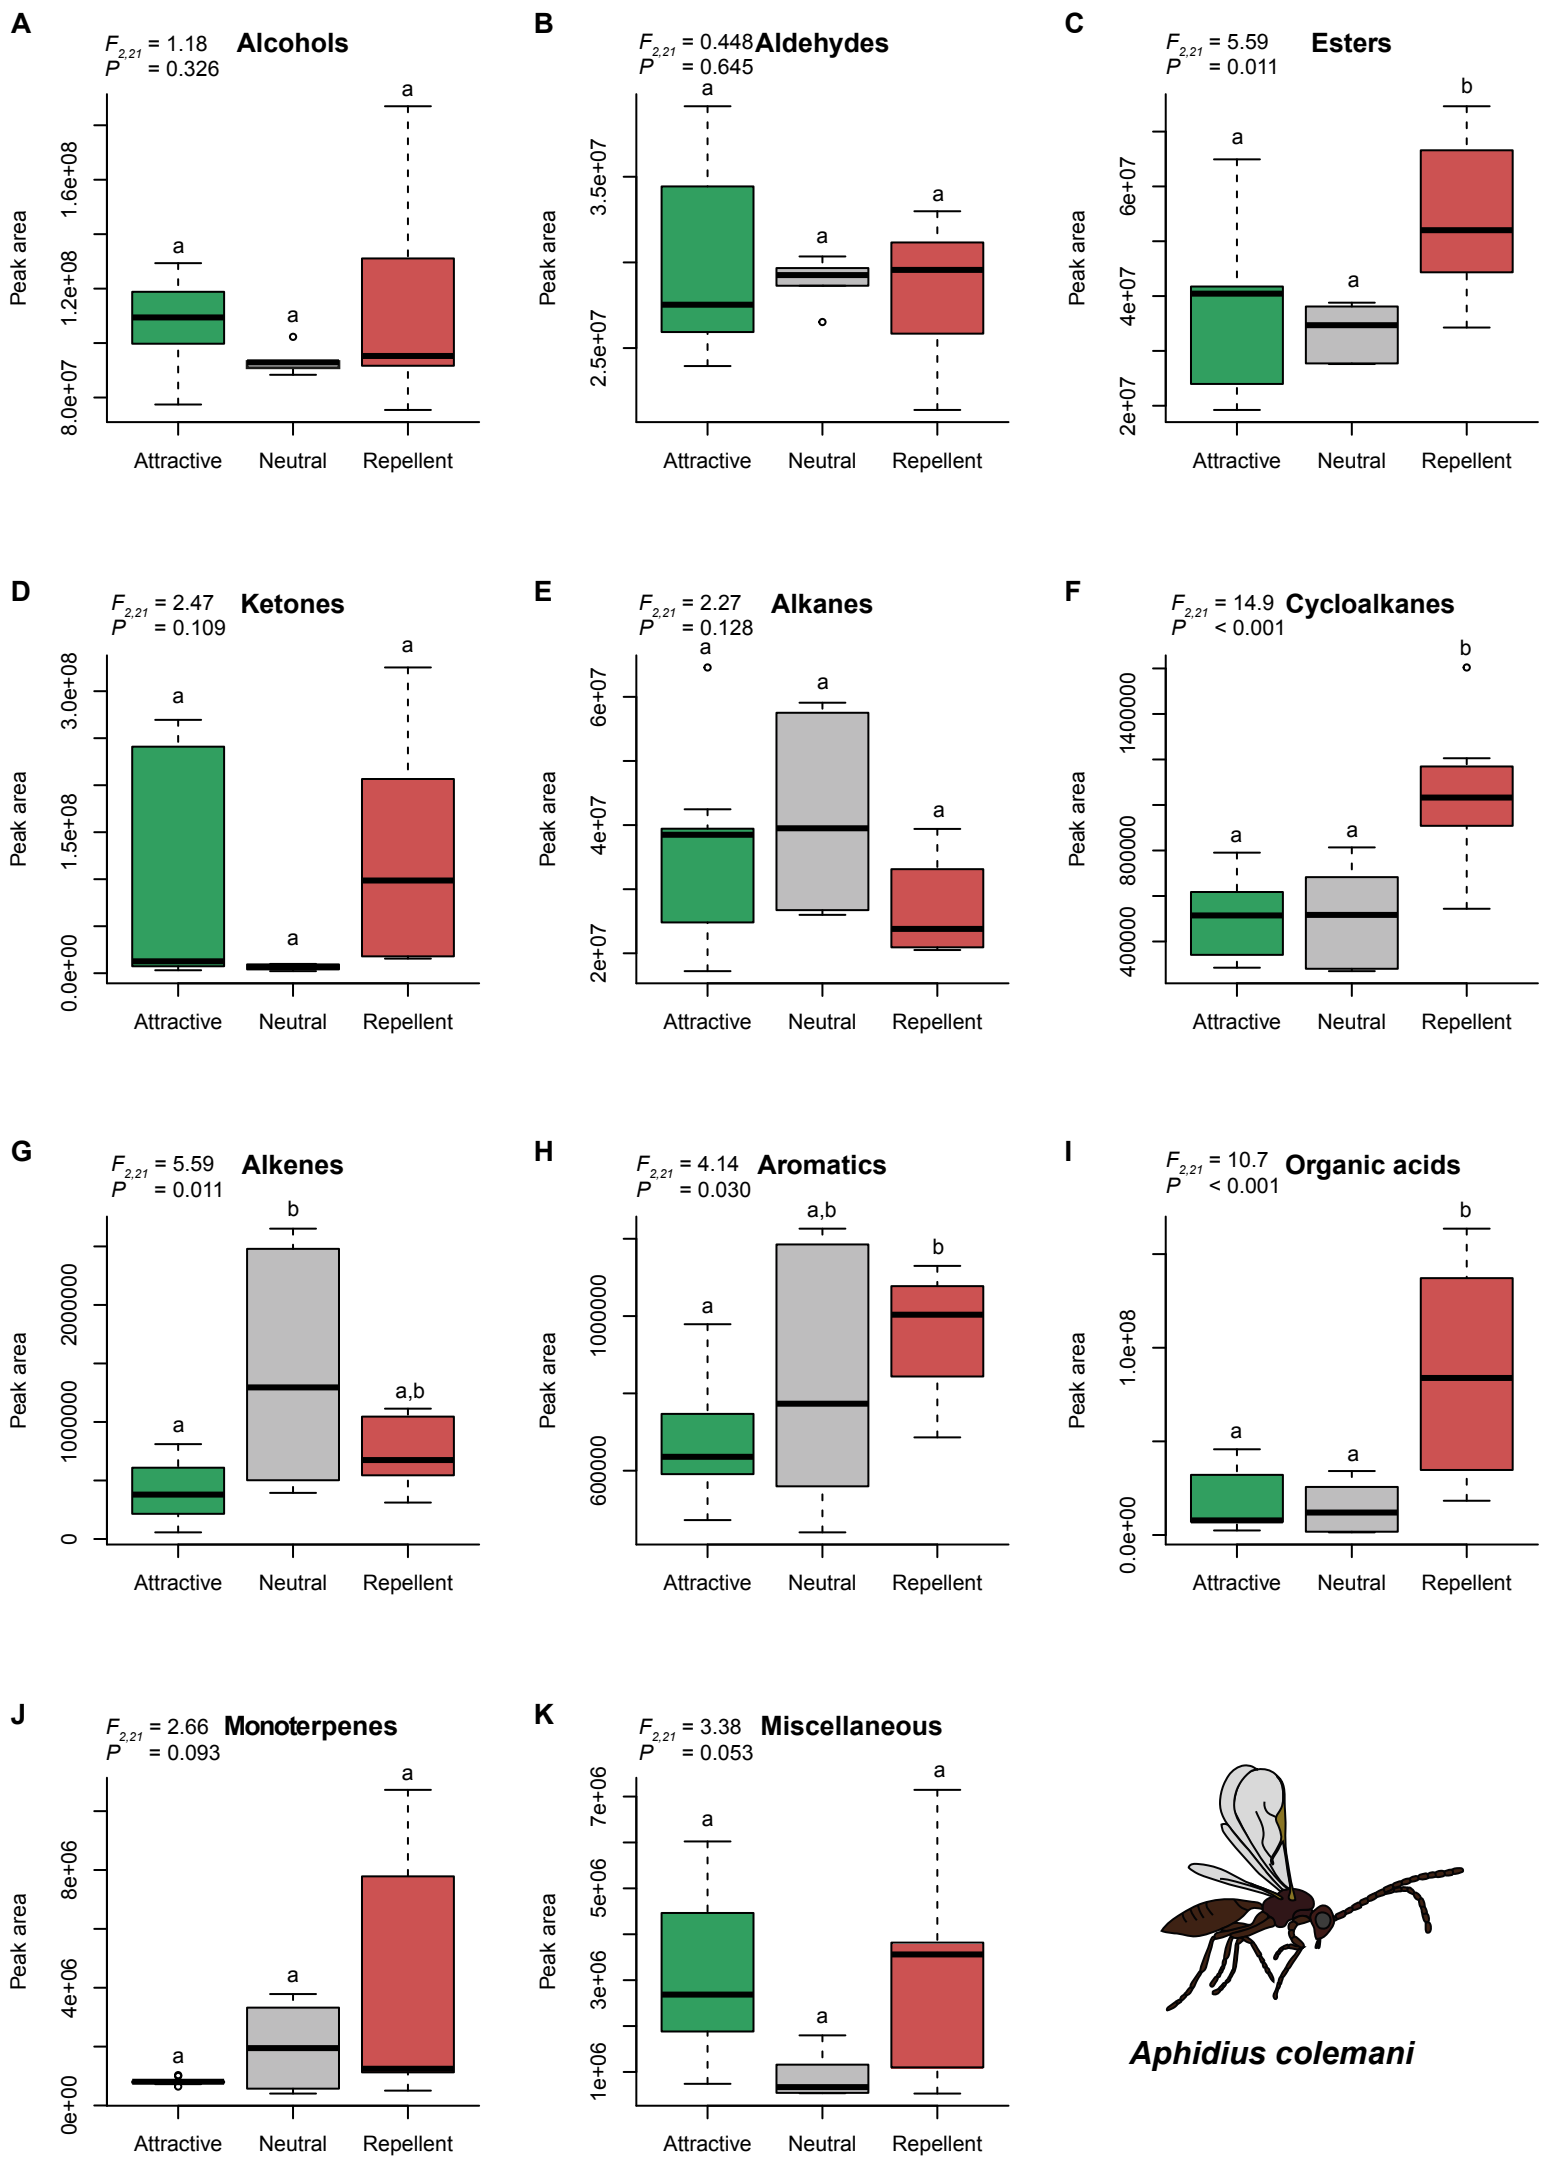 A
F2,21 = 1.18 Alcohols
P = 0.326
a
a
a
Peak area
8.0e+07 1.2e+08 1.6e+08
Attractive Neutral Repellent
B
F2,21 = 0.448 Aldehydes
P = 0.645
a
a
a
Peak area
2.5e+07 3.5e+07
Attractive Neutral Repellent
C
F2,21 = 5.59 Esters
P = 0.011
a
a
b
Peak area
2e+07 4e+07 6e+07
Attractive Neutral Repellent
D
F2,21 = 2.47 Ketones
P = 0.109
a
a
a
Peak area
0.0e+00 1.5e+08 3.0e+08
Attractive Neutral Repellent
E
F2,21 = 2.27 Alkanes
P = 0.128
a
a
a
Peak area
2e+07 4e+07 6e+07
Attractive Neutral Repellent
F
F2,21 = 14.9 Cycloalkanes
P < 0.001
a
a
b
Peak area
400000 800000 1400000
Attractive Neutral Repellent
G
F2,21 = 5.59 Alkenes
P = 0.011
a
b
a,b
Peak area
0 1000000 2000000
Attractive Neutral Repellent
H
F2,21 = 4.14 Aromatics
P = 0.030
a
a,b
b
Peak area
600000 1000000
Attractive Neutral Repellent
I
F2,21 = 10.7 Organic acids
P < 0.001
a
a
b
Peak area
0.0e+00 1.0e+08
Attractive Neutral Repellent
J
F2,21 = 2.66 Monoterpenes
P = 0.093
a
a
a
Peak area
0e+00 4e+06 8e+06
Attractive Neutral Repellent
K
F2,21 = 3.38 Miscellaneous
P = 0.053
a
a
a
Peak area
1e+06 3e+06 5e+06 7e+06
Attractive Neutral Repellent
Aphidius colemani